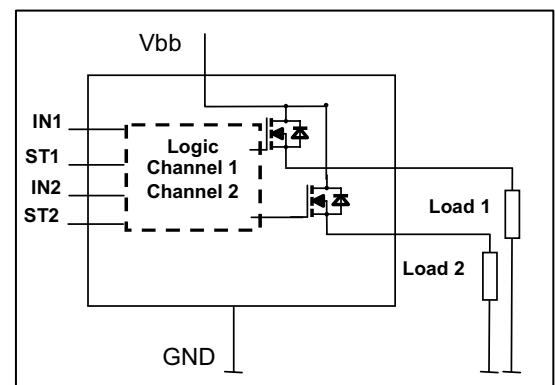 Vbb
IN1
ST1
IN2
ST2
Logic
Channel 1
Channel 2
Load 1
Load 2
GND